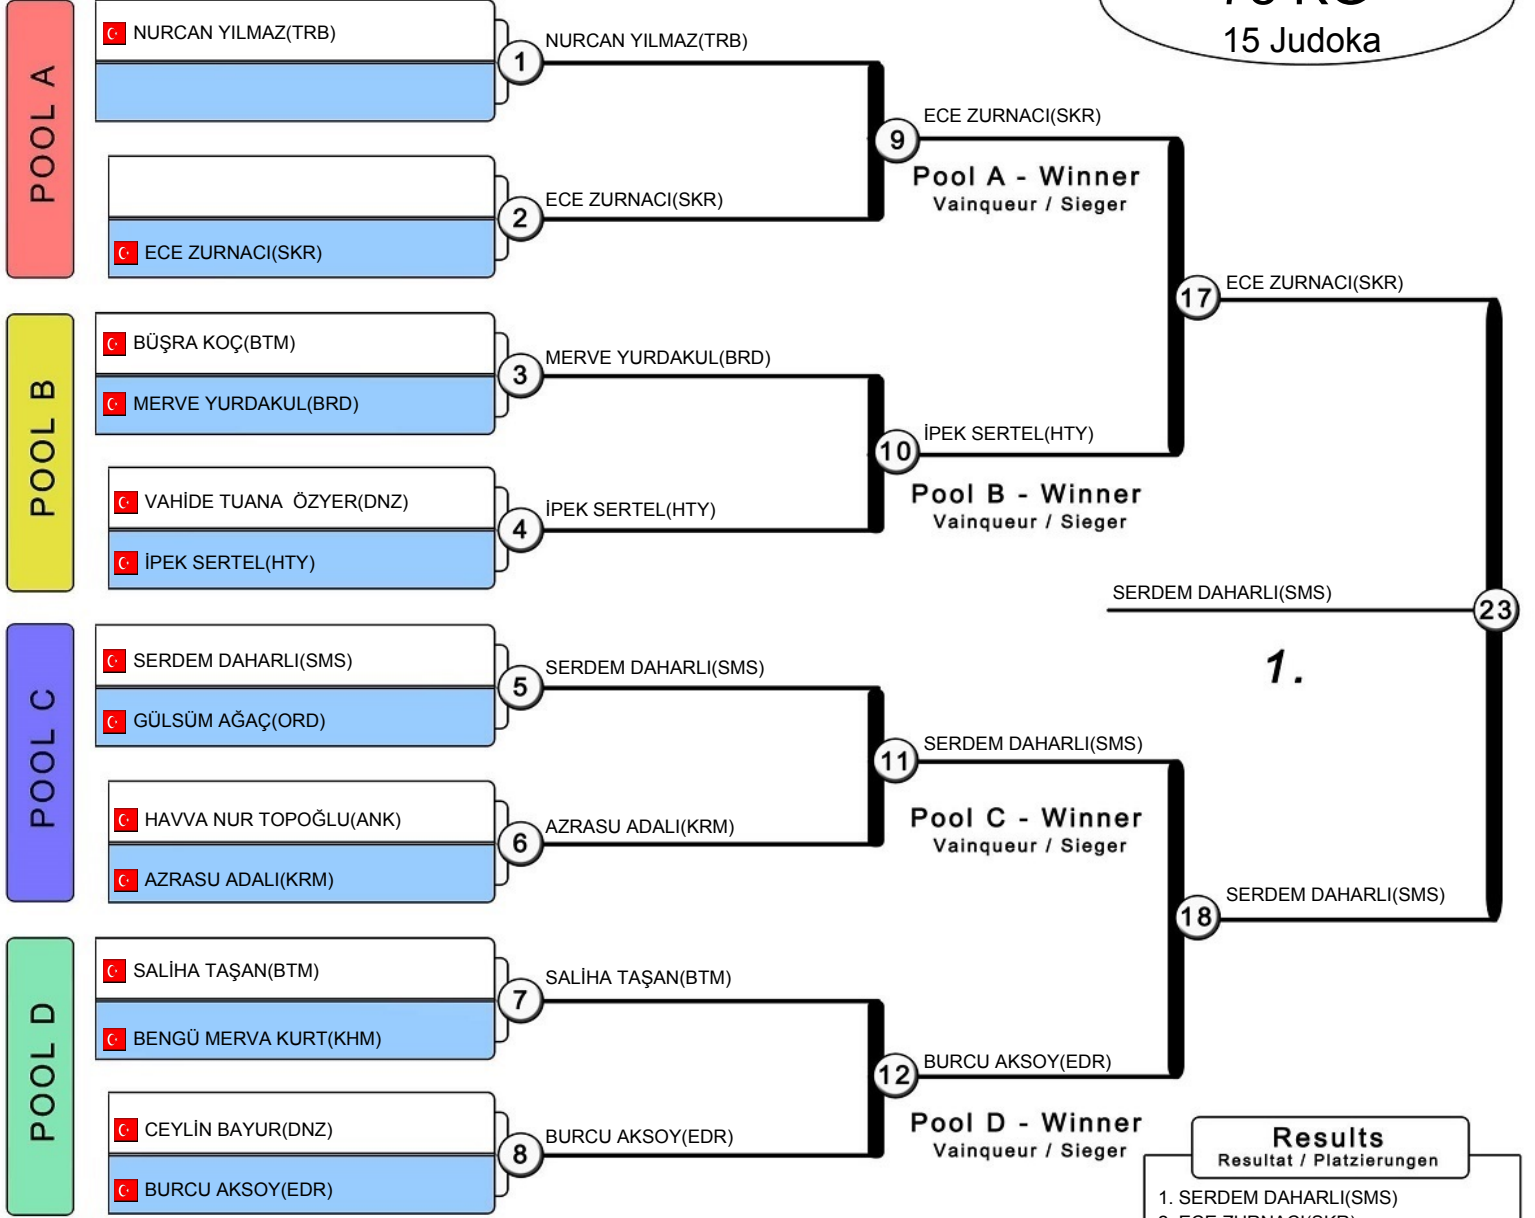 15 Judoka
POOL A
NURCAN YILMAZ(TRB)
1
NURCAN YILMAZ(TRB)
2
ECE ZURNACI(SKR)
ECE ZURNACI(SKR)
9
ECE ZURNACI(SKR)
Pool A - Winner
Vainqueur / Sieger
17
ECE ZURNACI(SKR)
POOL B
BÜŞRA KOÇ(BTM)
MERVE YURDAKUL(BRD)
3
MERVE YURDAKUL(BRD)
VAHİDE TUANA ÖZYER(DNZ)
İPEK SERTEL(HTY)
4
İPEK SERTEL(HTY)
10
İPEK SERTEL(HTY)
Pool B - Winner
Vainqueur / Sieger
SERDEM DAHARLI(SMS)
23
1.
POOL C
SERDEM DAHARLI(SMS)
GÜLSÜM AĞAÇ(ORD)
5
SERDEM DAHARLI(SMS)
HAVVA NUR TOPOĞLU(ANK)
AZRASU ADALI(KRM)
6
AZRASU ADALI(KRM)
11
SERDEM DAHARLI(SMS)
Pool C - Winner
Vainqueur / Sieger
18
SERDEM DAHARLI(SMS)
POOL D
SALİHA TAŞAN(BTM)
BENGÜ MERVA KURT(KHM)
7
SALİHA TAŞAN(BTM)
CEYLİN BAYUR(DNZ)
BURCU AKSOY(EDR)
8
BURCU AKSOY(EDR)
12
BURCU AKSOY(EDR)
Pool D - Winner
Vainqueur / Sieger
Results
Resultat / Platzierungen
1. SERDEM DAHARLI(SMS)
2. ECE ZURNACI(SKR)